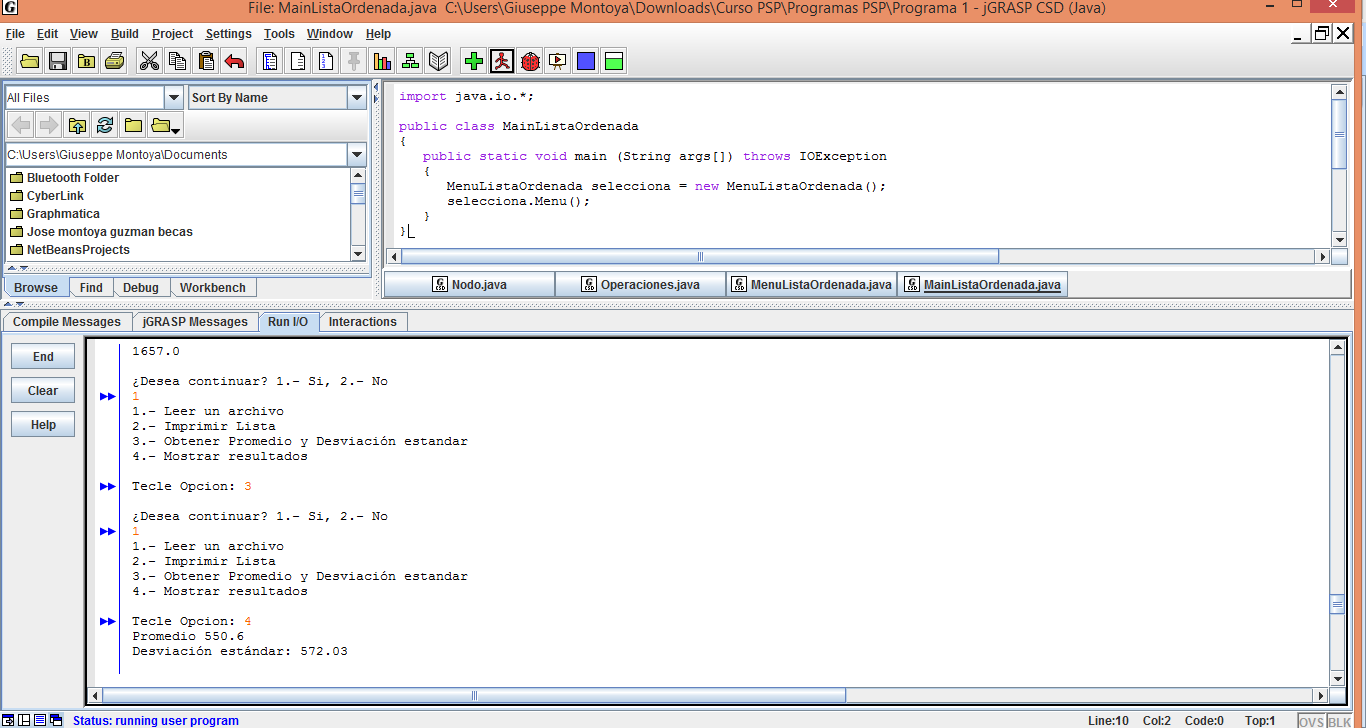 File: MainListaOrdenada.java C:\Users\Giuseppe Montoya\Downloads\Curso PSP\Programas PSP\Programa 1 - jGRASP CSD (Java)
File Edit View Build Project Settings Tools Window Help
All Files Sort By Name
C:\Users\Giuseppe Montoya\Documents
Bluetooth Folder
CyberLink
Graphmatica
Jose montoya guzman becas
NetBeansProjects
Browse Find Debug Workbench
import java.io.*;
public class MainListaOrdenada
{
public static void main (String args[]) throws IOException
{
MenuListaOrdenada selecciona = new MenuListaOrdenada();
selecciona.Menu();
}
}
Nodo.java Operaciones.java MenuListaOrdenada.java MainListaOrdenada.java
Compile Messages jGRASP Messages Run I/O Interactions
End
Clear
Help
1657.0
¿Desea continuar? 1.- Si, 2.- No
1
1.- Leer un archivo
2.- Imprimir Lista
3.- Obtener Promedio y Desviación estandar
4.- Mostrar resultados
Tecle Opcion: 3
¿Desea continuar? 1.- Si, 2.- No
1
1.- Leer un archivo
2.- Imprimir Lista
3.- Obtener Promedio y Desviación estandar
4.- Mostrar resultados
Tecle Opcion: 4
Promedio 550.6
Desviación estándar: 572.03
Status: running user program Line:10 Col:2 Code:0 Top:1 OVS BLK